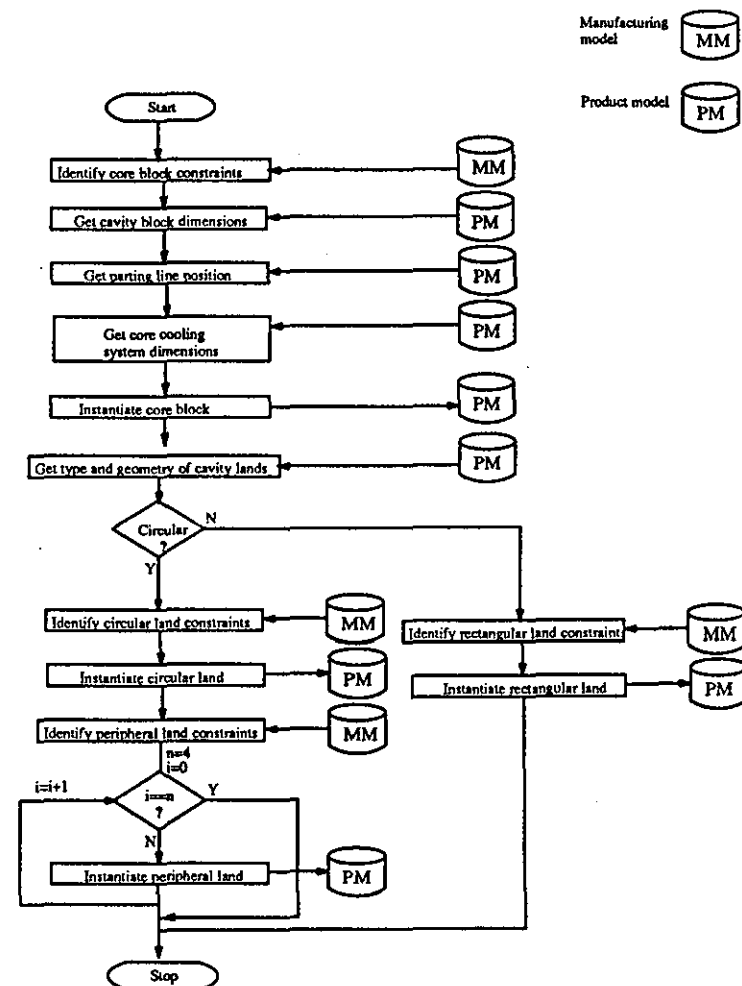 Manufacturing
model
MM
Product model
PM
Start
Identify core block constraints
MM
Get cavity block dimensions
PM
Get parting line position
PM
Get core cooling
system dimensions
PM
Instantiate core block
PM
Get type and geometry of cavity lands
PM
Circular
?
N
Y
Identify circular land constraints
MM
Identify rectangular land constraint
MM
Instantiate circular land
PM
Instantiate rectangular land
PM
Identify peripheral land constraints
MM
n=4
i=0
i=i+1
i==n
?
Y
N
Instantiate peripheral land
PM
Stop